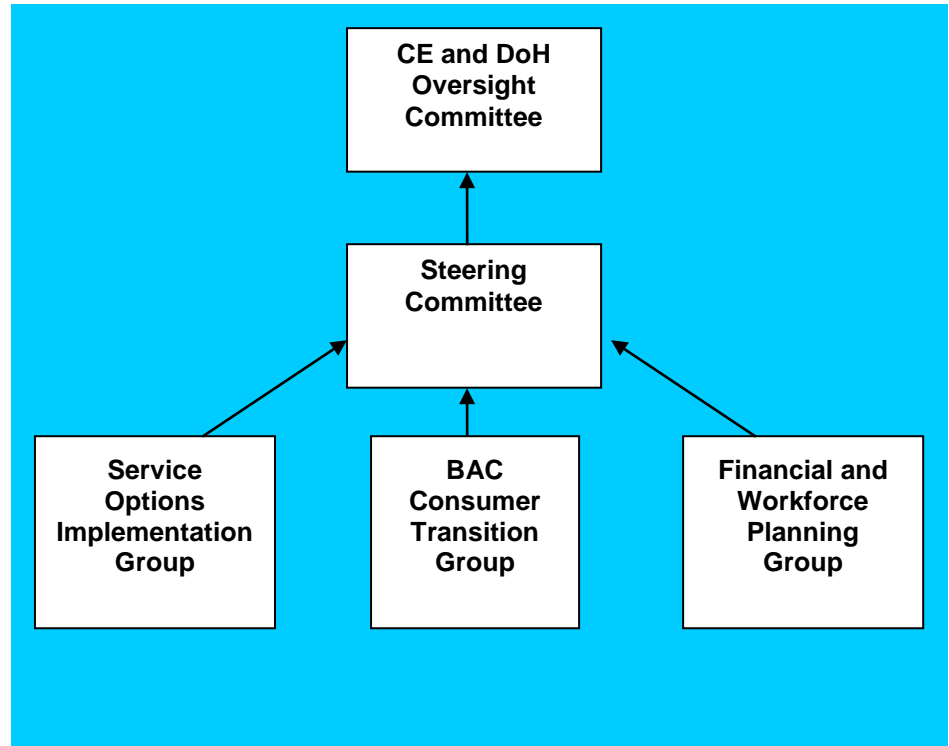 CE and DoH
Oversight
Committee
Steering
Committee
Service
Options
Implementation
Group
BAC
Consumer
Transition
Group
Financial and
Workforce
Planning
Group